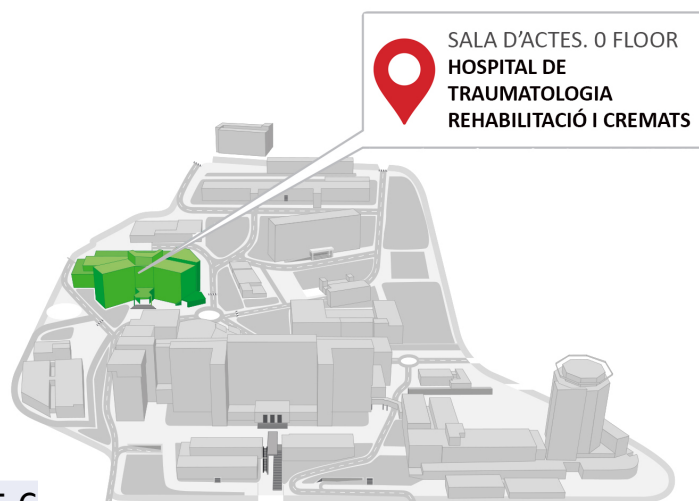 SALA D'ACTES. 0 FLOOR
HOSPITAL DE
TRAUMATOLOGIA
REHABILITACIÓ I CREMATS